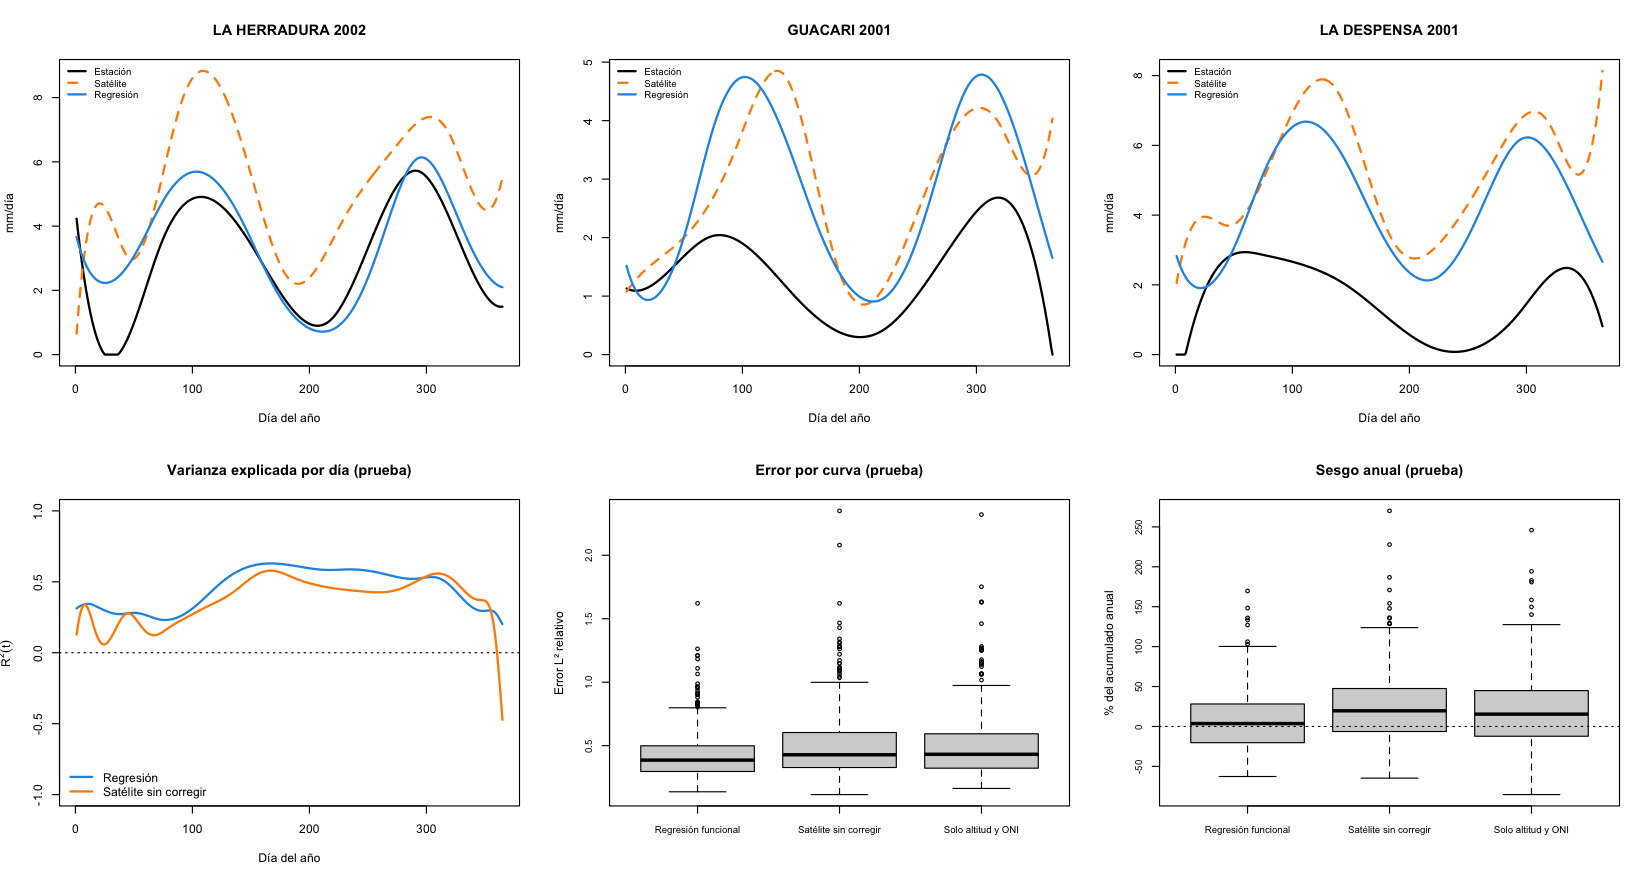 LA HERRADURA 2002
Estación
Satélite
Regresión
mm/día
0 2 4 6 8
0 100 200 300
Día del año
GUACARI 2001
Estación
Satélite
Regresión
mm/día
0 1 2 3 4 5
0 100 200 300
Día del año
LA DESPENSA 2001
Estación
Satélite
Regresión
mm/día
0 2 4 6 8
0 100 200 300
Día del año
Varianza explicada por día (prueba)
R²(t)
-1.0 -0.5 0.0 0.5 1.0
Regresión
Satélite sin corregir
0 100 200 300
Día del año
Error por curva (prueba)
Error L² relativo
0.5 1.0 1.5 2.0
Regresión funcional Satélite sin corregir Solo altitud y ONI
Sesgo anual (prueba)
% del acumulado anual
-50 0 50 100 150 200 250
Regresión funcional Satélite sin corregir Solo altitud y ONI